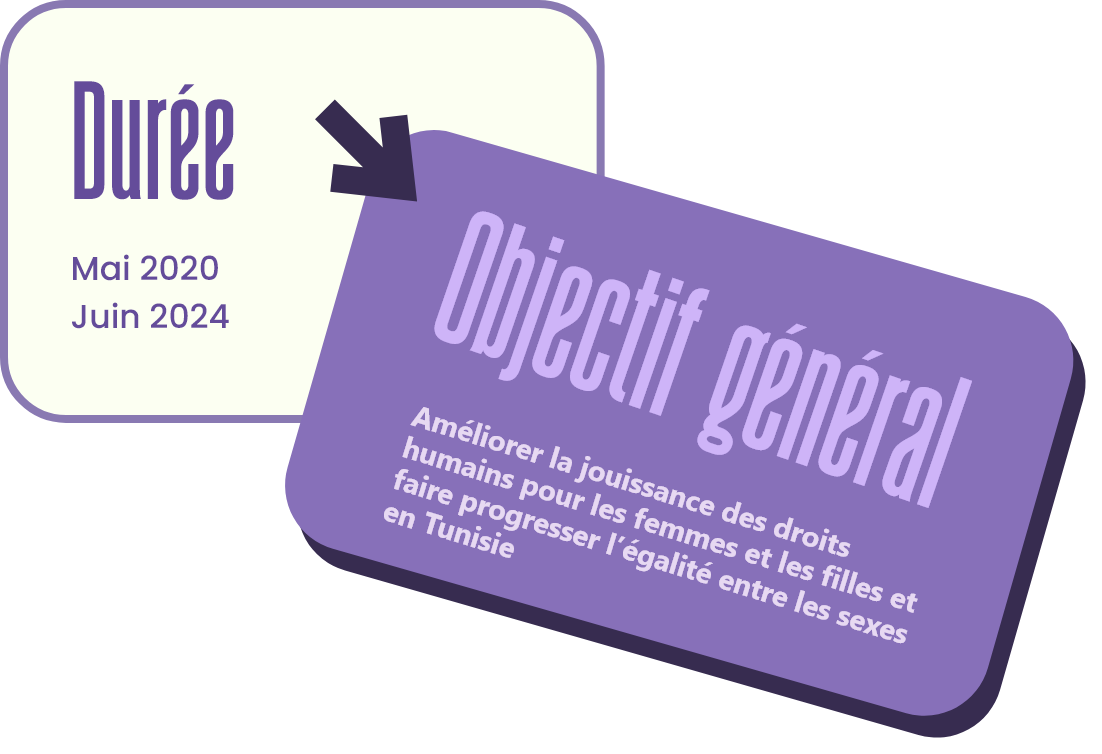 Durée
Mai 2020
Juin 2024
Objectif général
Améliorer la jouissance des droits
humains pour les femmes et les filles et
faire progresser l'égalité entre les sexes
en Tunisie